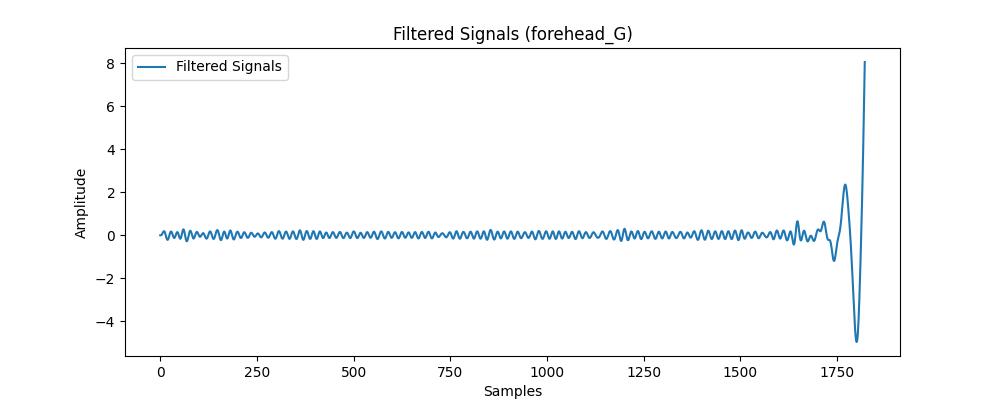 Filtered Signals (forehead_G)
Filtered Signals
8
6
4
2
0
−2
−4
Amplitude
0 250 500 750 1000 1250 1500 1750
Samples